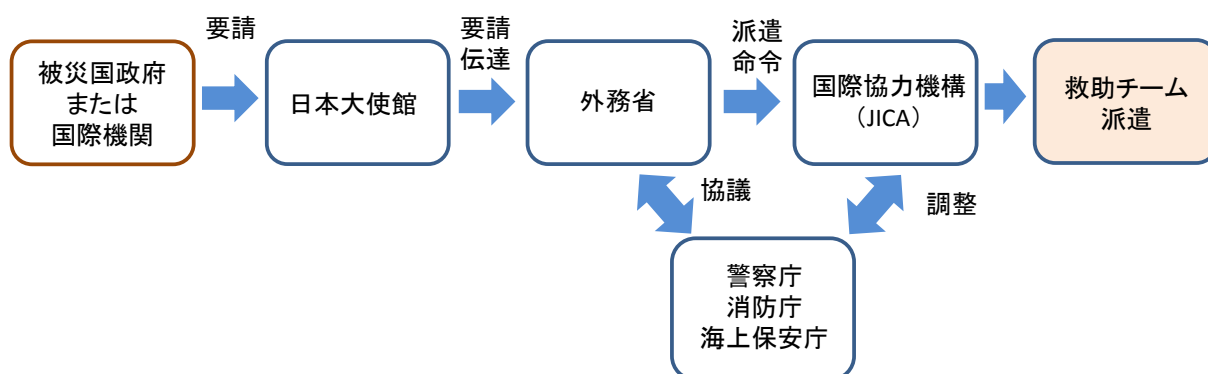 要請
被災国政府
または
国際機関
日本大使館
要請
伝達
外務省
派遣
命令
国際協力機構
（JICA）
救助チーム
派遣
協議
調整
警察庁
消防庁
海上保安庁